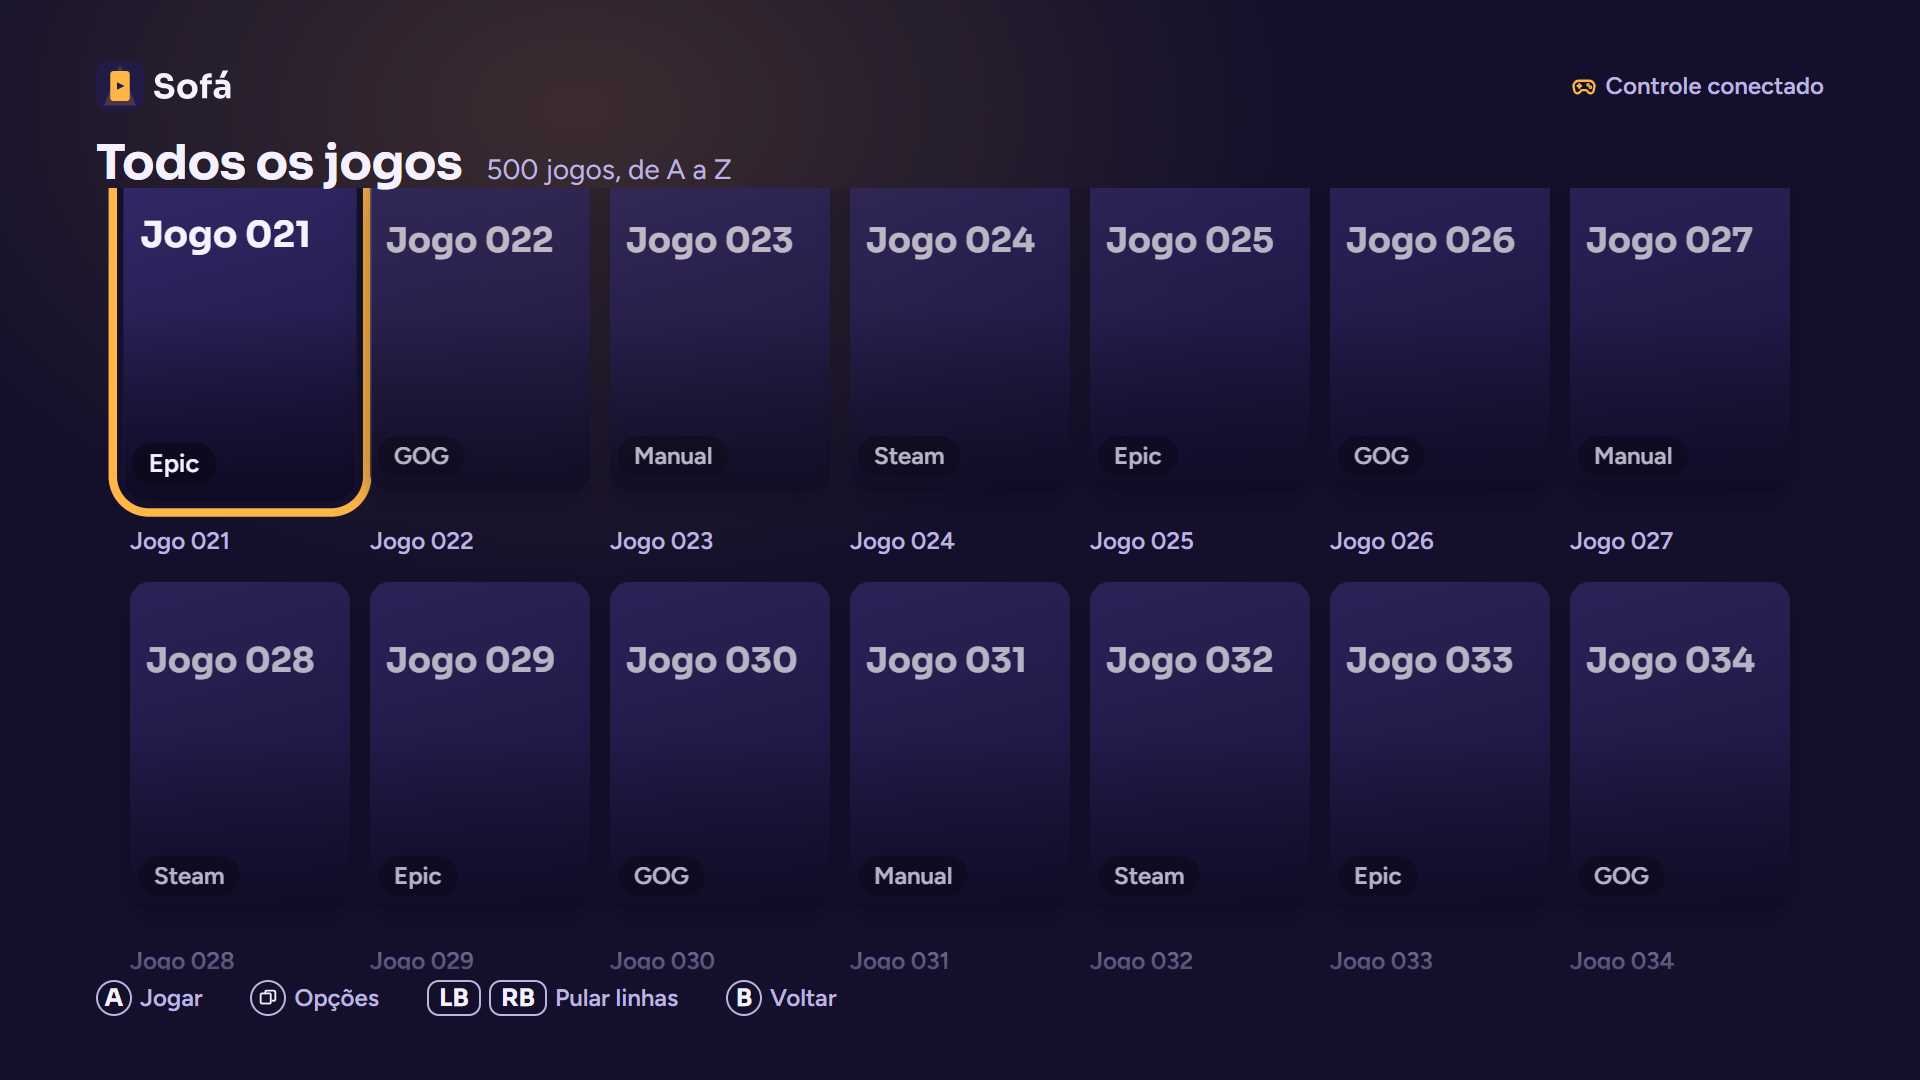 Sofá
Controle conectado
Todos os jogos 500 jogos, de A a Z
Jogo 021 Jogo 022 Jogo 023 Jogo 024 Jogo 025 Jogo 026 Jogo 027
Epic GOG Manual Steam Epic GOG Manual
Jogo 021 Jogo 022 Jogo 023 Jogo 024 Jogo 025 Jogo 026 Jogo 027
Jogo 028 Jogo 029 Jogo 030 Jogo 031 Jogo 032 Jogo 033 Jogo 034
Steam Epic GOG Manual Steam Epic GOG
Jogo 028 Jogo 029 Jogo 030 Jogo 031 Jogo 032 Jogo 033 Jogo 034
A Jogar Opções LB RB Pular linhas B Voltar